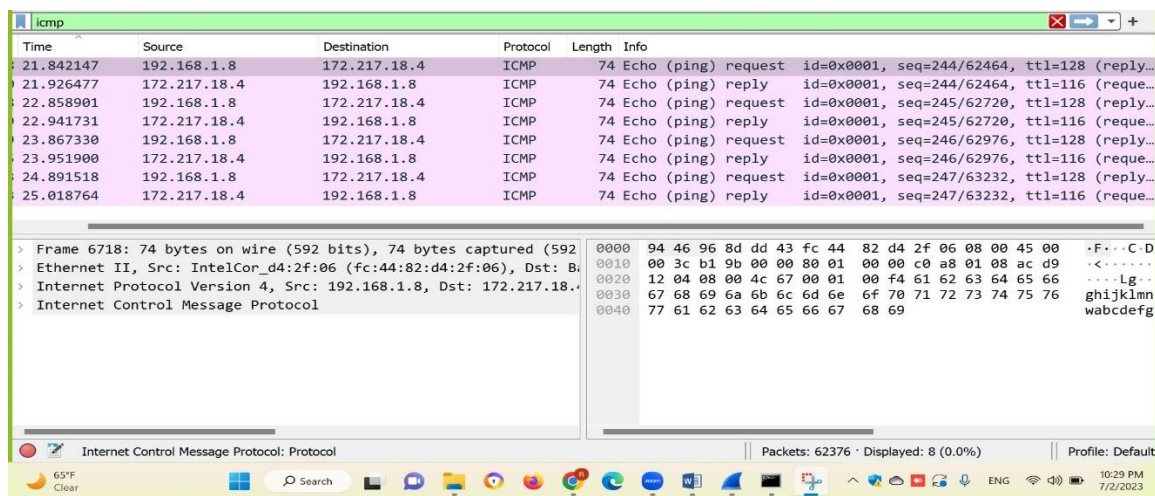 icmp
Time Source Destination Protocol Length Info
21.842147 192.168.1.8 172.217.18.4 ICMP 74 Echo (ping) request id=0x0001, seq=244/62464, ttl=128 (reply…
21.926477 172.217.18.4 192.168.1.8 ICMP 74 Echo (ping) reply id=0x0001, seq=244/62464, ttl=116 (reque…
22.858901 192.168.1.8 172.217.18.4 ICMP 74 Echo (ping) request id=0x0001, seq=245/62720, ttl=128 (reply…
22.941731 172.217.18.4 192.168.1.8 ICMP 74 Echo (ping) reply id=0x0001, seq=245/62720, ttl=116 (reque…
23.867330 192.168.1.8 172.217.18.4 ICMP 74 Echo (ping) request id=0x0001, seq=246/62976, ttl=128 (reply…
23.951900 172.217.18.4 192.168.1.8 ICMP 74 Echo (ping) reply id=0x0001, seq=246/62976, ttl=116 (reque…
24.891518 192.168.1.8 172.217.18.4 ICMP 74 Echo (ping) request id=0x0001, seq=247/63232, ttl=128 (reply…
25.018764 172.217.18.4 192.168.1.8 ICMP 74 Echo (ping) reply id=0x0001, seq=247/63232, ttl=116 (reque…
> Frame 6718: 74 bytes on wire (592 bits), 74 bytes captured (592
> Ethernet II, Src: IntelCor_d4:2f:06 (fc:44:82:d4:2f:06), Dst:
> Internet Protocol Version 4, Src: 192.168.1.8, Dst: 172.217.18.4
> Internet Control Message Protocol
0000 94 46 96 8d dd 43 fc 44 82 d4 2f 06 08 00 45 00 ·F···C·D
0010 00 3c b1 9b 00 00 80 01 00 00 c0 a8 01 08 ac d9 ·<······
0020 12 04 08 00 4c 67 00 01 00 f4 61 62 63 64 65 66 ····Lg··
0030 67 68 69 6a 6b 6c 6d 6e 6f 70 71 72 73 74 75 76 ghijklmn
0040 77 61 62 63 64 65 66 67 68 69 wabcdefg
Internet Control Message Protocol: Protocol Packets: 62376 · Displayed: 8 (0.0%) Profile: Default
65°F
Clear
Search
ENG
10:29 PM
7/2/2023